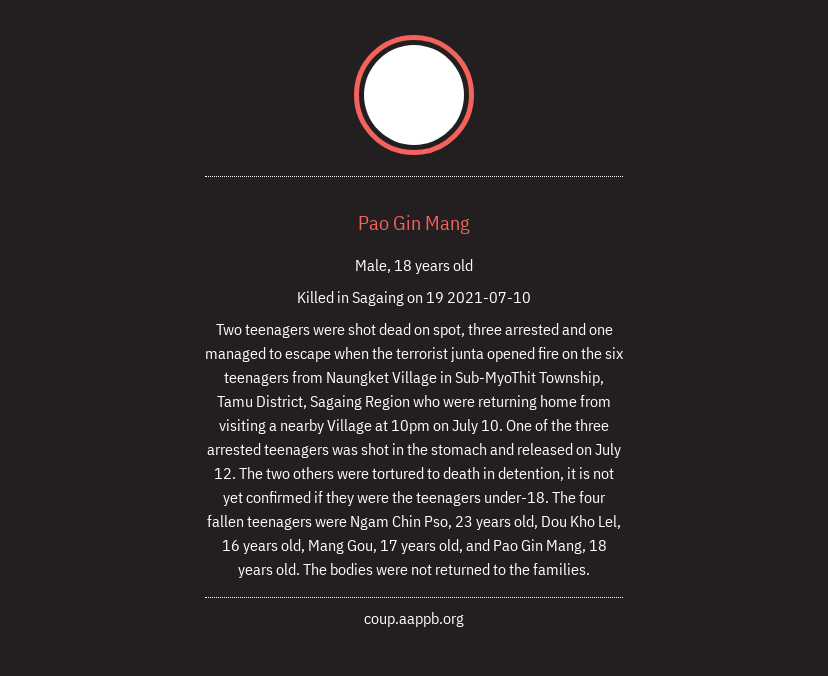 Pao Gin Mang
Male, 18 years old
Killed in Sagaing on 19 2021-07-10
Two teenagers were shot dead on spot, three arrested and one
managed to escape when the terrorist junta opened fire on the six
teenagers from Naungket Village in Sub-MyoThit Township,
Tamu District, Sagaing Region who were returning home from
visiting a nearby Village at 10pm on July 10. One of the three
arrested teenagers was shot in the stomach and released on July
12. The two others were tortured to death in detention, it is not
yet confirmed if they were the teenagers under-18. The four
fallen teenagers were Ngam Chin Pso, 23 years old, Dou Kho Lel,
16 years old, Mang Gou, 17 years old, and Pao Gin Mang, 18
years old. The bodies were not returned to the families.
coup.aappb.org